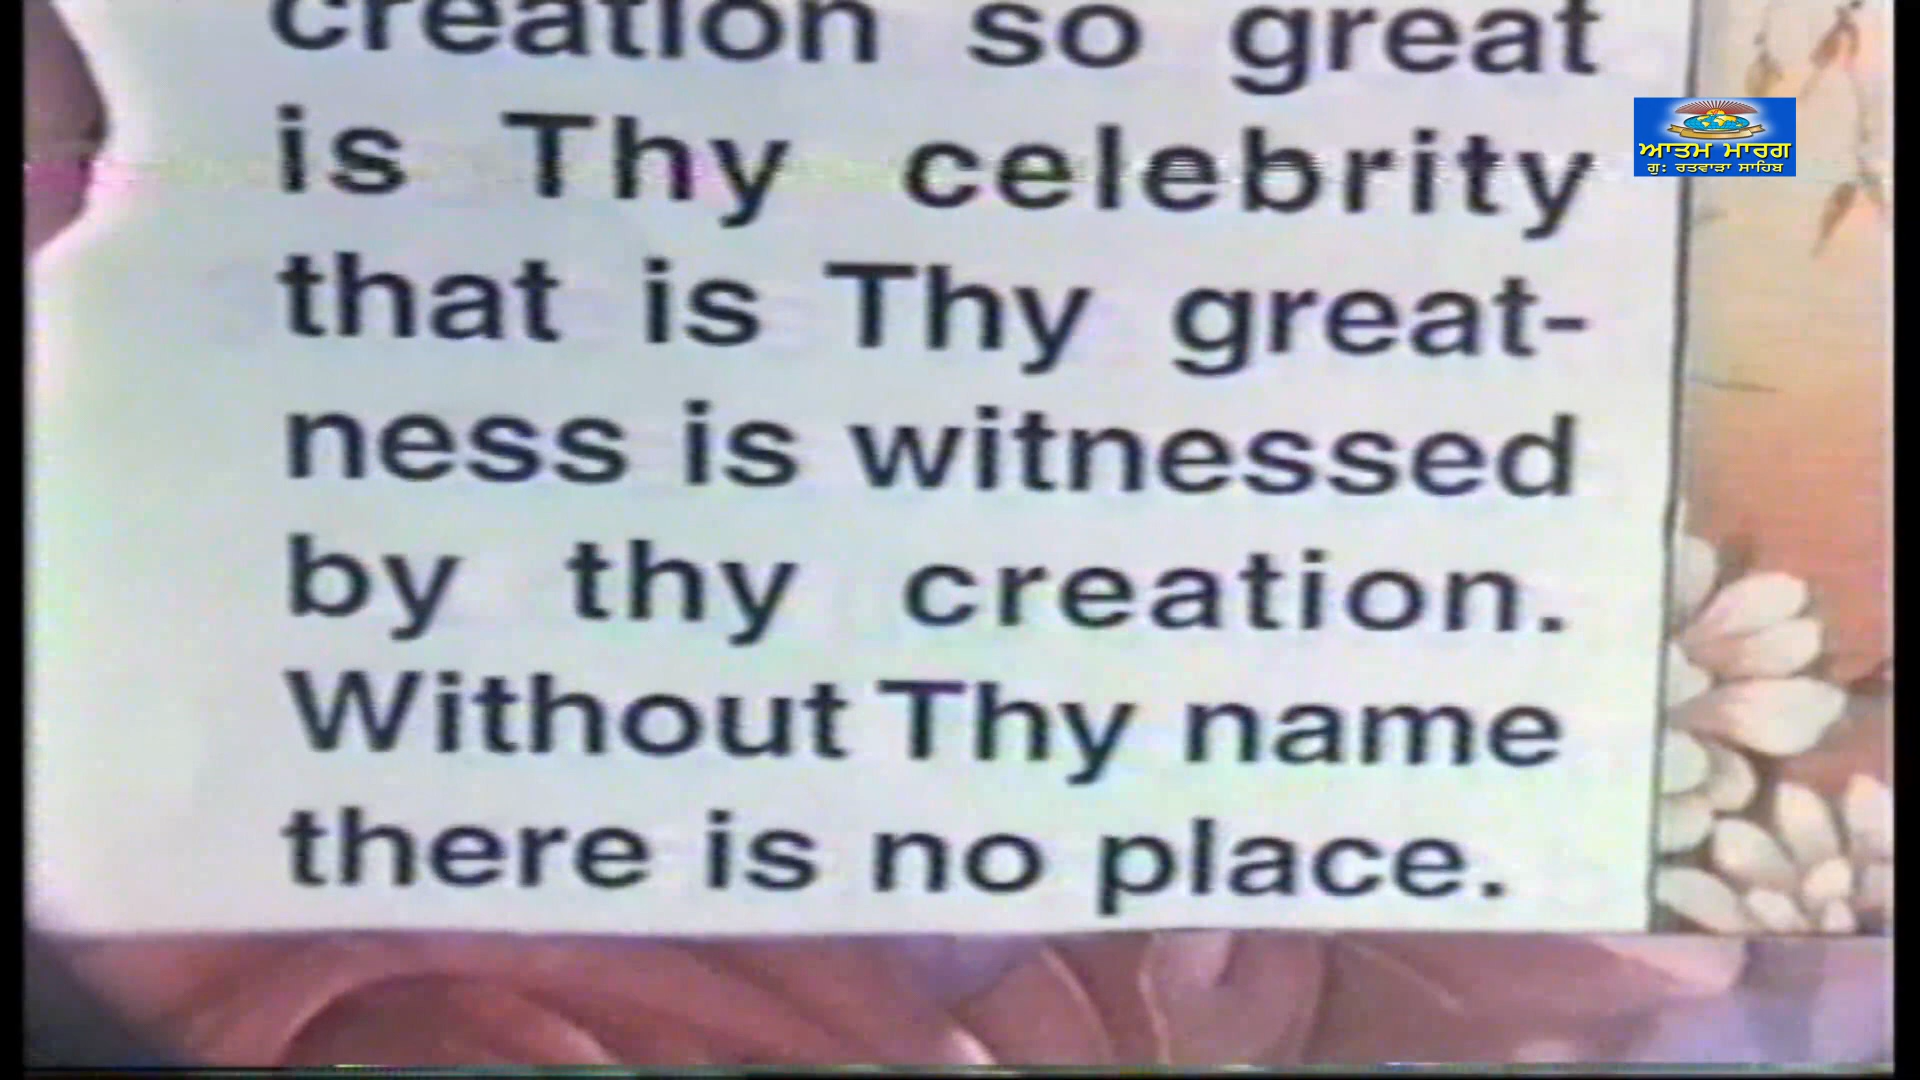 creation so great
is Thy celebrity
that is Thy great-
ness is witnessed
by thy creation.
Without Thy name
there is no place.
ਆਤਮ ਮਾਰਗ
ਗੁ: ਰਤਵਾੜਾ ਸਾਹਿਬ